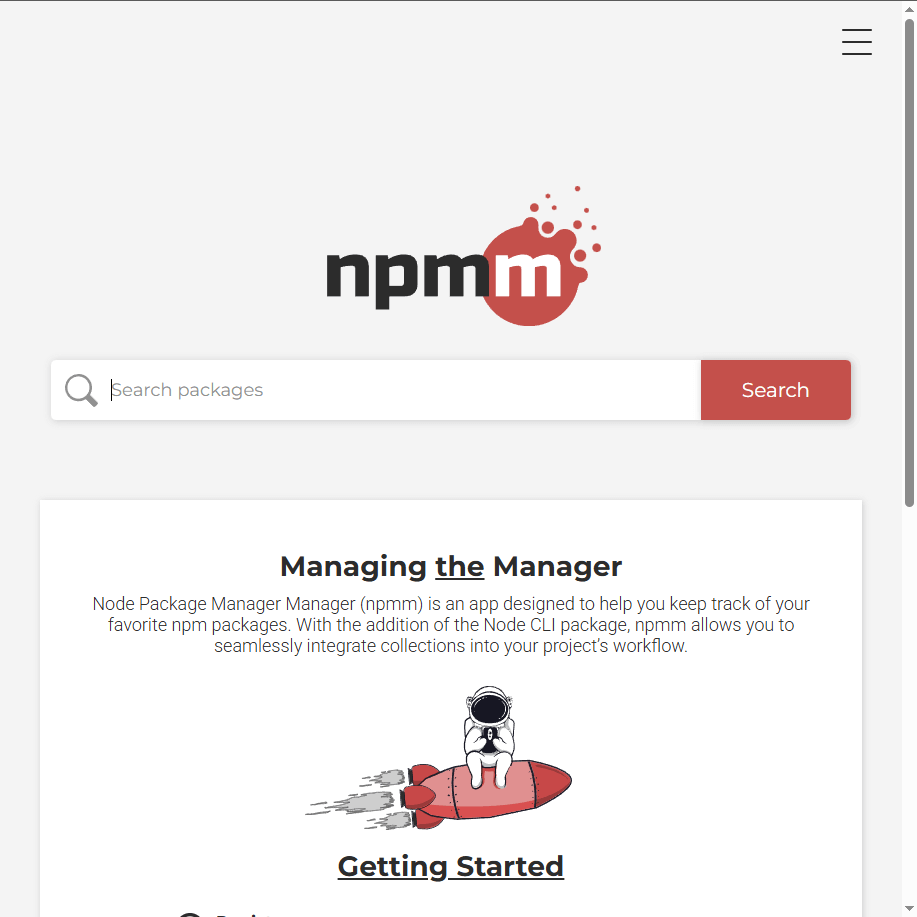 npmm
Search packages
Search
Managing the Manager
Node Package Manager Manager (npmm) is an app designed to help you keep track of your
favorite npm packages. With the addition of the Node CLI package, npmm allows you to
seamlessly integrate collections into your project’s workflow.
Getting Started